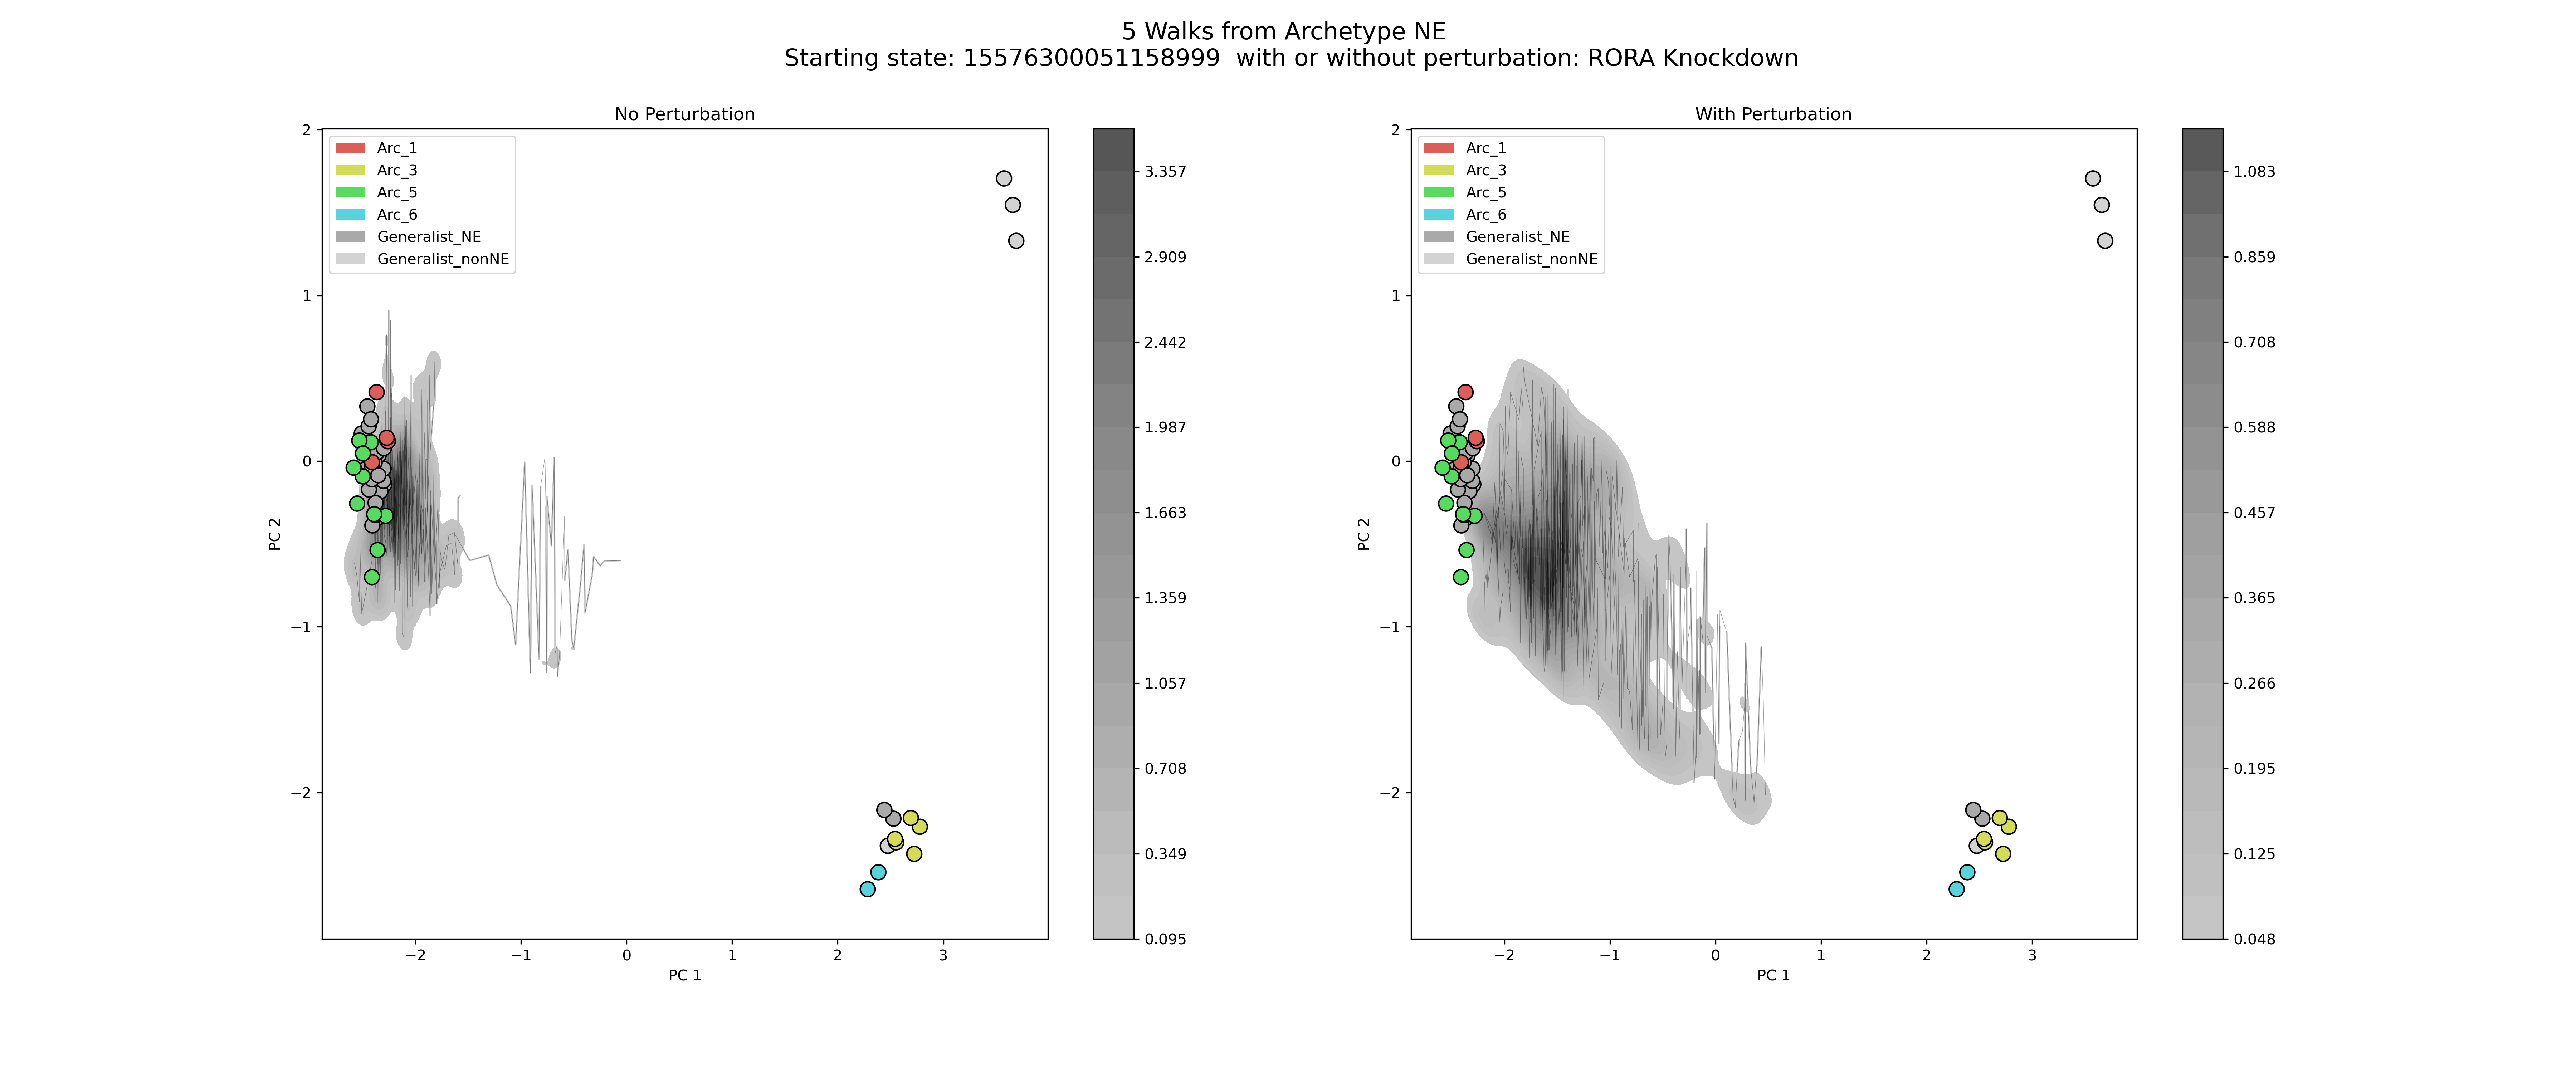 5 Walks from Archetype NE
Starting state: 15576300051158999  with or without perturbation: RORA Knockdown
No Perturbation
Arc_1
Arc_3
Arc_5
Arc_6
Generalist_NE
Generalist_nonNE
2
1
0
−1
−2
PC 2
−2
−1
0
1
2
3
PC 1
3.357
2.909
2.442
1.987
1.663
1.359
1.057
0.708
0.349
0.095
With Perturbation
Arc_1
Arc_3
Arc_5
Arc_6
Generalist_NE
Generalist_nonNE
2
1
0
−1
−2
PC 2
−2
−1
0
1
2
3
PC 1
1.083
0.859
0.708
0.588
0.457
0.365
0.266
0.195
0.125
0.048